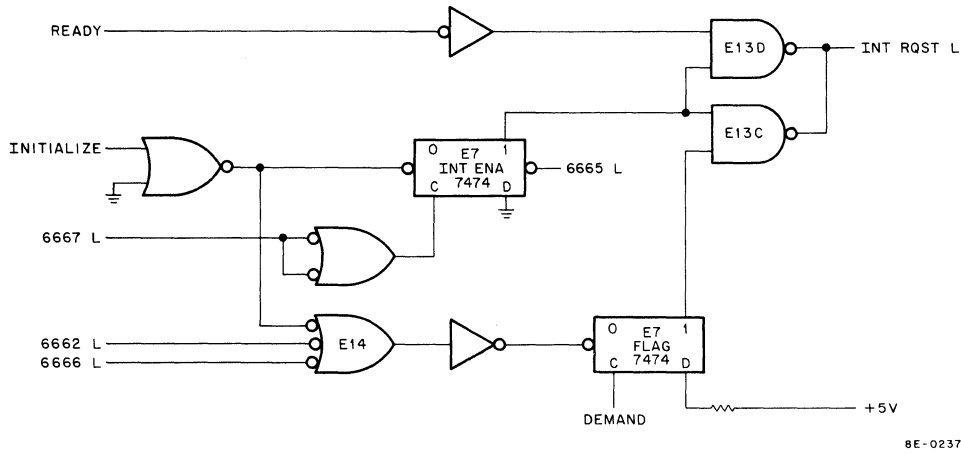 READY
E13D
INT RQST L
INITIALIZE
E13C
0 E7 1
INT ENA
7474
C D
6665 L
6667 L
E14
6662 L
6666 L
0 E7 1
FLAG
7474
C D
DEMAND
+5V
8E-0237